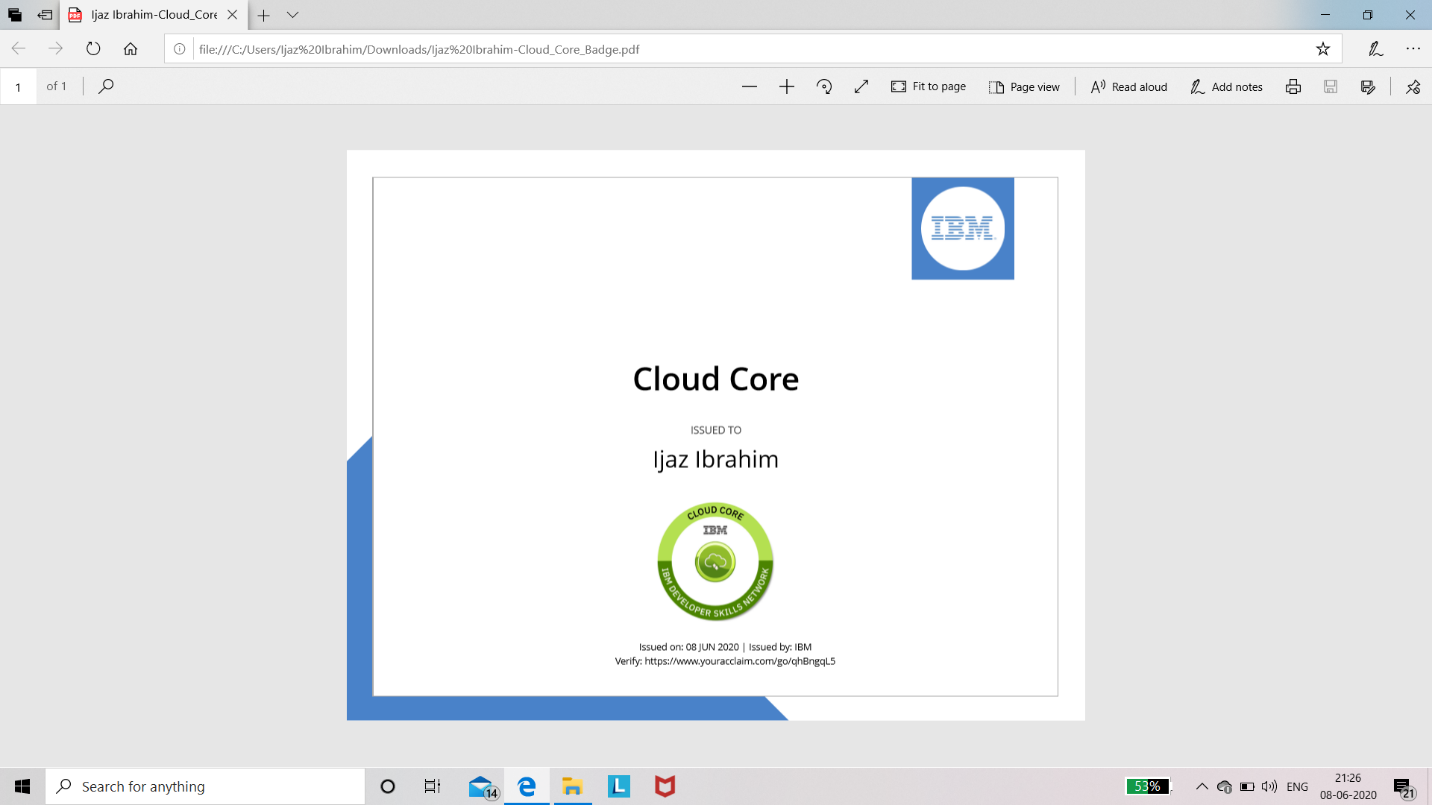 Ijaz Ibrahim-Cloud_Core
file:///C:/Users/Ijaz%20Ibrahim/Downloads/Ijaz%20Ibrahim-Cloud_Core_Badge.pdf
1 of 1 Fit to page Page view Read aloud Add notes
IBM
Cloud Core
ISSUED TO
Ijaz Ibrahim
CLOUD CORE
IBM
IBM DEVELOPER SKILLS NETWORK
Issued on: 08 JUN 2020 | Issued by: IBM
Verify: https://www.youracclaim.com/go/qhBngqL5
Search for anything 14 L 53% ENG 21:26
08-06-2020 21